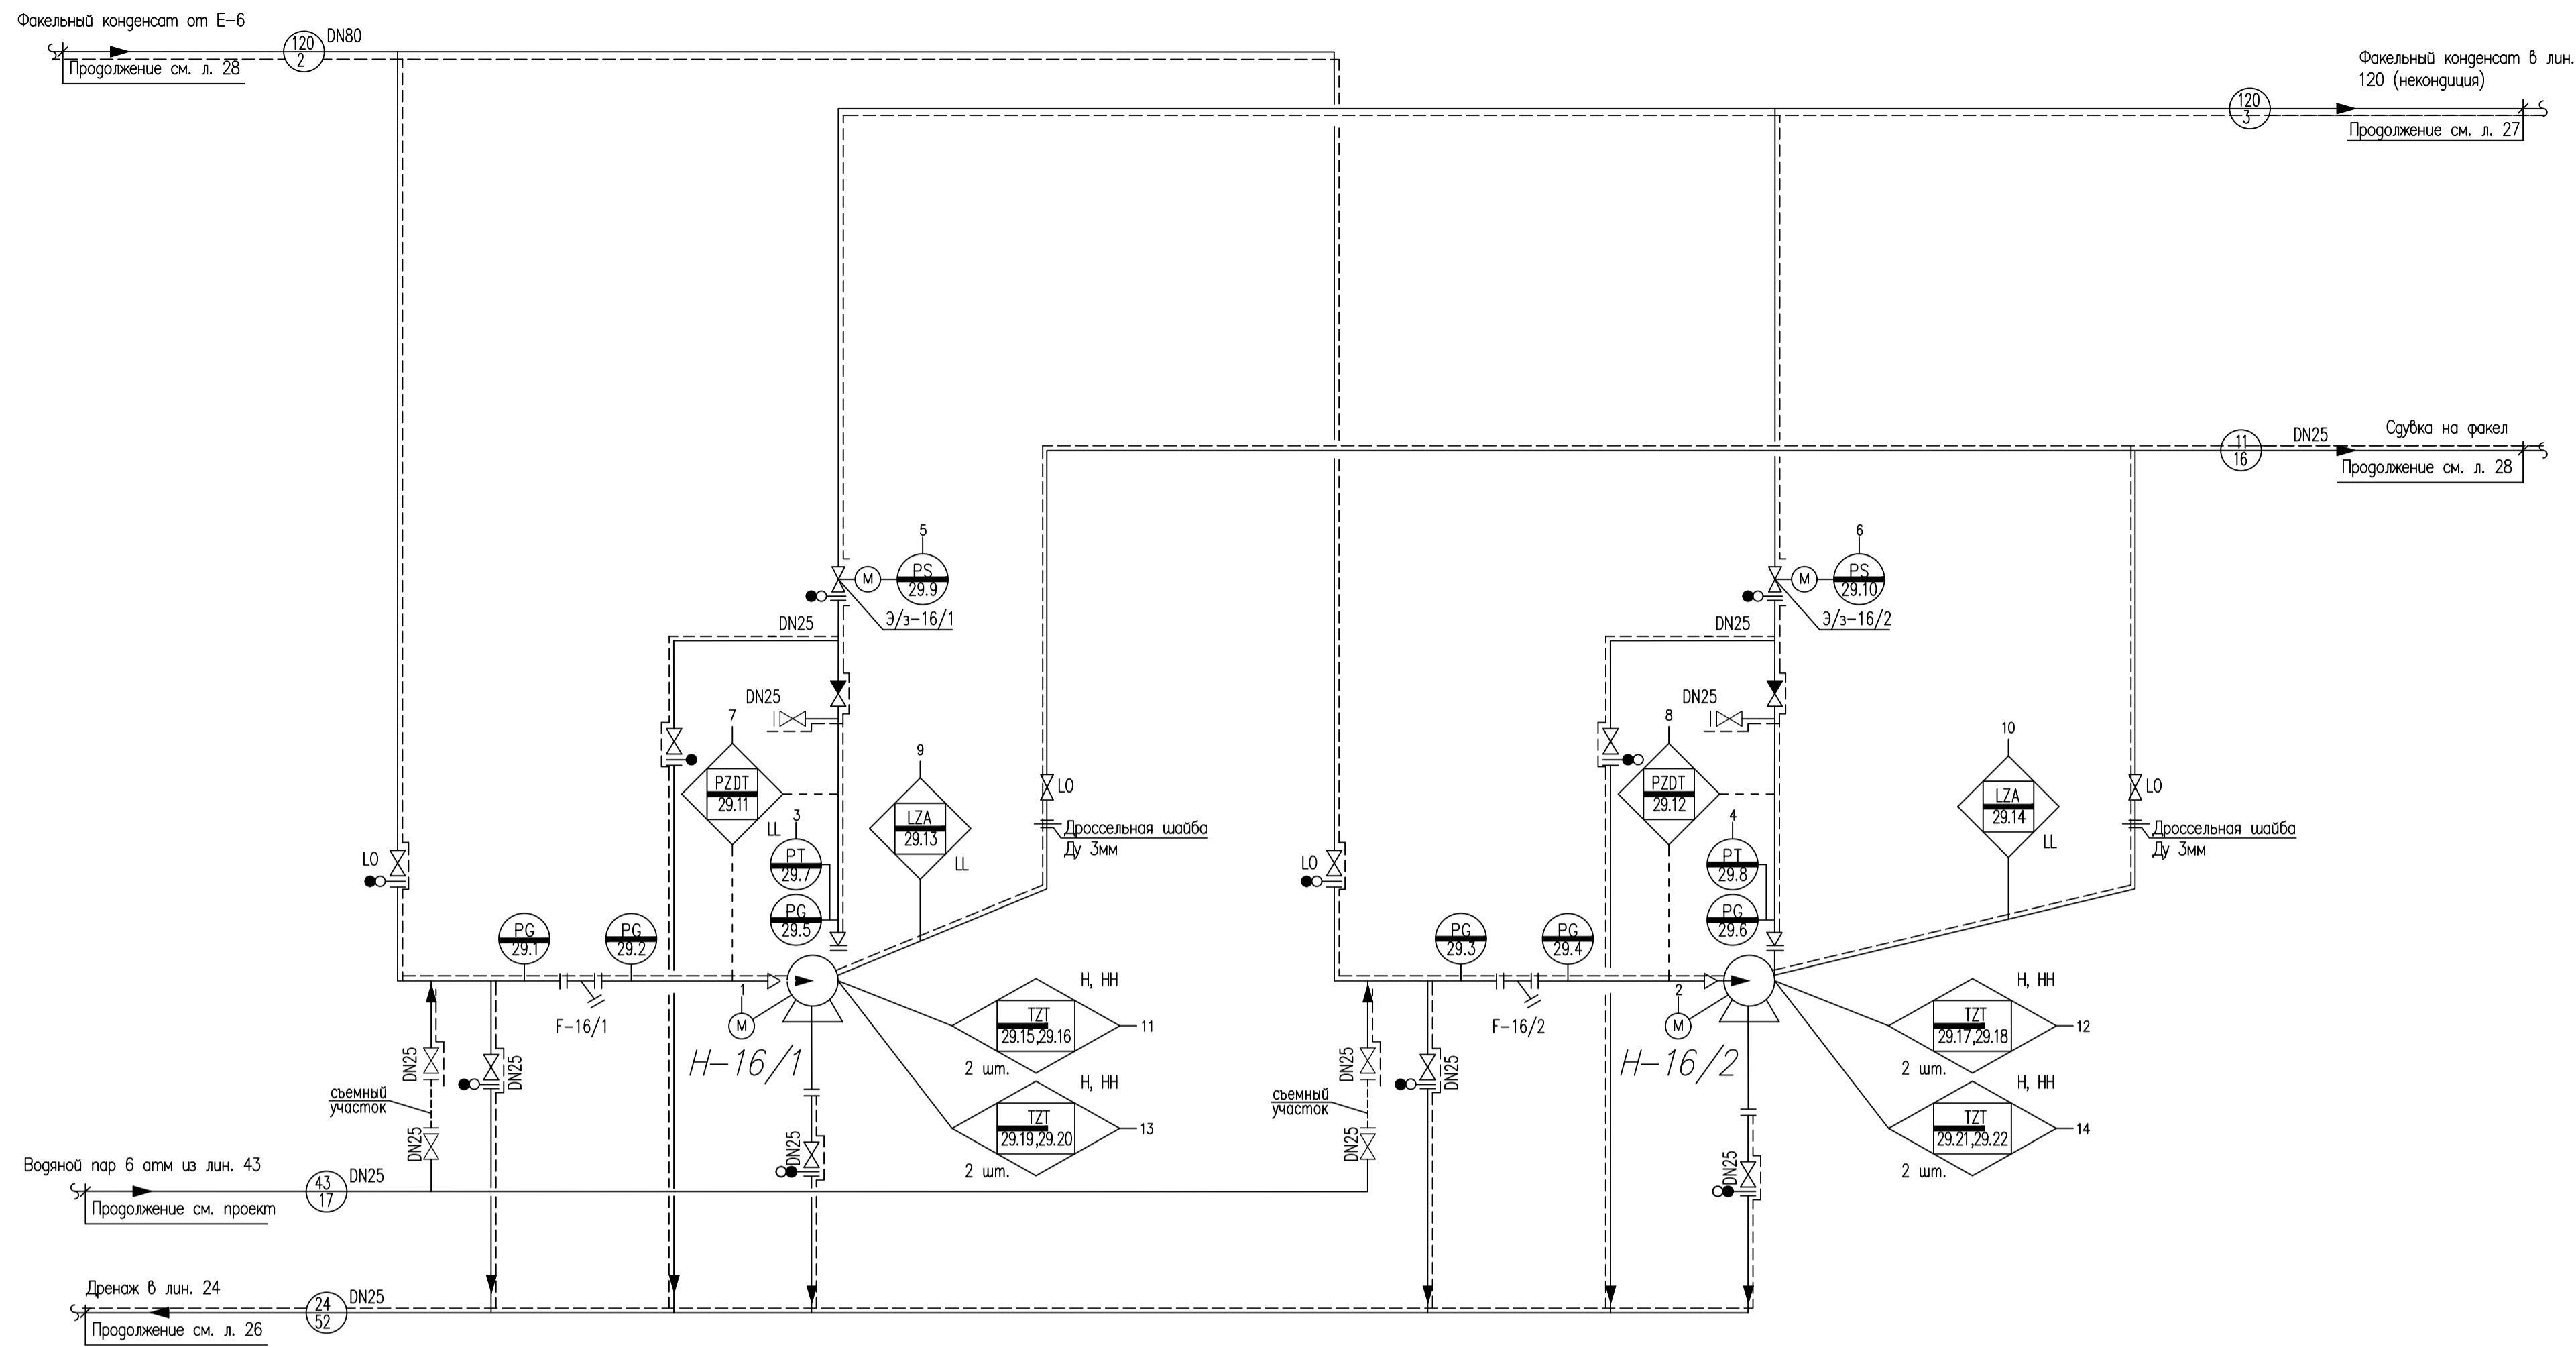 Факельный конденсат от Е-6
120
2
DN80
Продолжение см. л. 28
Факельный конденсат в лин.
120 (некондиция)
120
3
Продолжение см. л. 27
11
16
DN25
Сдувка на факел
Продолжение см. л. 28
5
M
PS
29.9
Э/з-16/1
DN25
DN25
7
PZDT
29.11
LL
3
PT
29.7
PG
29.5
9
LZA
29.13
LL
LO
Дроссельная шайба
Ду 3мм
LO
PG
29.1
PG
29.2
F-16/1
1
M
Н-16/1
Н, НН
TZT
29.15,29.16
11
2 шт.
Н, НН
TZT
29.19,29.20
13
2 шт.
DN25
DN25
съемный
участок
DN25
DN25
6
M
PS
29.10
Э/з-16/2
DN25
DN25
8
PZDT
29.12
4
PT
29.8
PG
29.6
10
LZA
29.14
LL
LO
Дроссельная шайба
Ду 3мм
LO
PG
29.3
PG
29.4
F-16/2
2
M
Н-16/2
Н, НН
TZT
29.17,29.18
12
2 шт.
Н, НН
TZT
29.21,29.22
14
2 шт.
DN25
DN25
съемный
участок
DN25
DN25
Водяной пар 6 атм из лин. 43
43
17
DN25
Продолжение см. проект
Дренаж в лин. 24
24
52
DN25
Продолжение см. л. 26